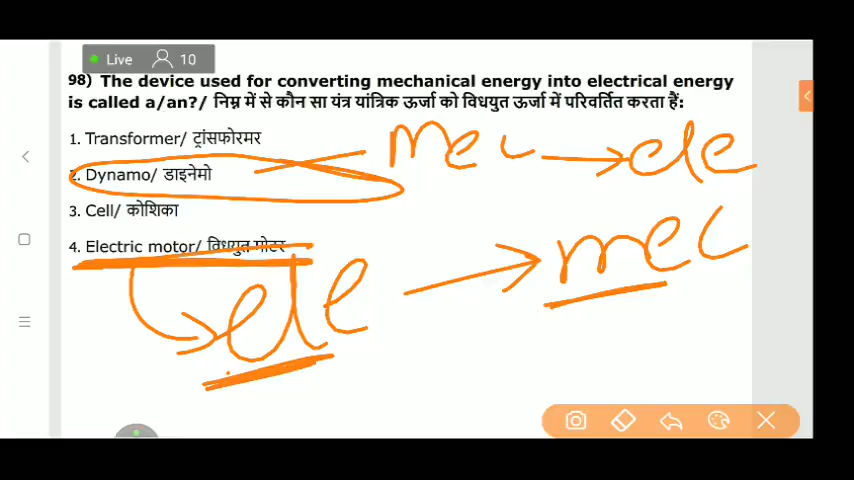 Live 10
98) The device used for converting mechanical energy into electrical energy
is called a/an?/ निम्न में से कौन सा यंत्र यांत्रिक ऊर्जा को विधयुत ऊर्जा में परिवर्तित करता हैं:
1. Transformer/ ट्रांसफोरमर
mec → ele
2. Dynamo/ डाइनेमो
3. Cell/ कोशिका
4. Electric motor/ विधयुत मोटर
ele → mec